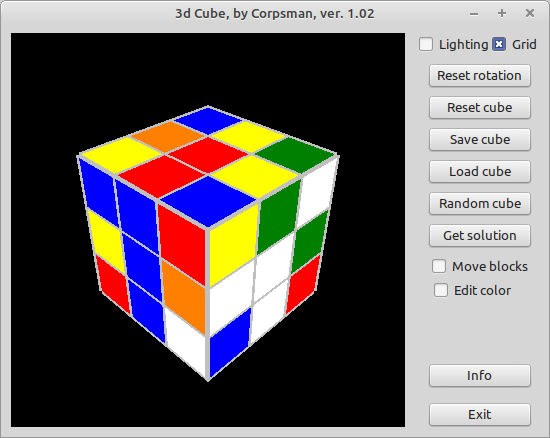 3d Cube, by Corpsman, ver. 1.02
Lighting Grid
Reset rotation
Reset cube
Save cube
Load cube
Random cube
Get solution
Move blocks
Edit color
Info
Exit